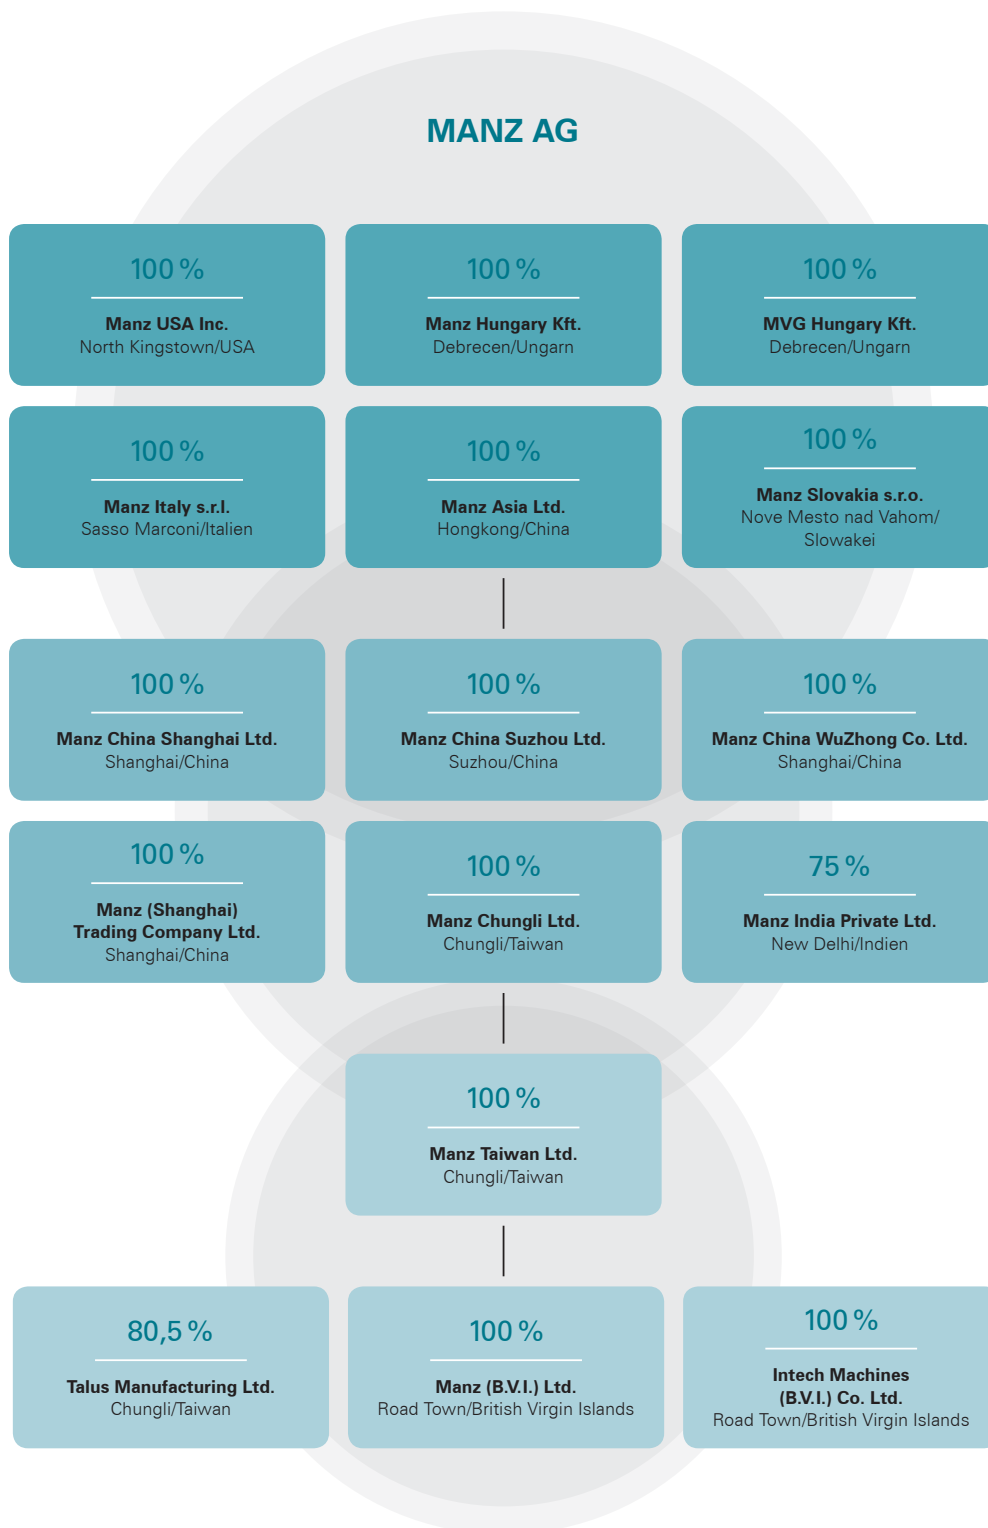 MANZ AG
100 %
Manz USA Inc.
North Kingstown/USA
100 %
Manz Hungary Kft.
Debrecen/Ungarn
100 %
MVG Hungary Kft.
Debrecen/Ungarn
100 %
Manz Italy s.r.l.
Sasso Marconi/Italien
100 %
Manz Asia Ltd.
Hongkong/China
100 %
Manz Slovakia s.r.o.
Nove Mesto nad Vahom/
Slowakei
100 %
Manz China Shanghai Ltd.
Shanghai/China
100 %
Manz China Suzhou Ltd.
Suzhou/China
100 %
Manz China WuZhong Co. Ltd.
Shanghai/China
100 %
Manz (Shanghai)
Trading Company Ltd.
Shanghai/China
100 %
Manz Chungli Ltd.
Chungli/Taiwan
75 %
Manz India Private Ltd.
New Delhi/Indien
100 %
Manz Taiwan Ltd.
Chungli/Taiwan
80,5 %
Talus Manufacturing Ltd.
Chungli/Taiwan
100 %
Manz (B.V.I.) Ltd.
Road Town/British Virgin Islands
100 %
Intech Machines
(B.V.I.) Co. Ltd.
Road Town/British Virgin Islands